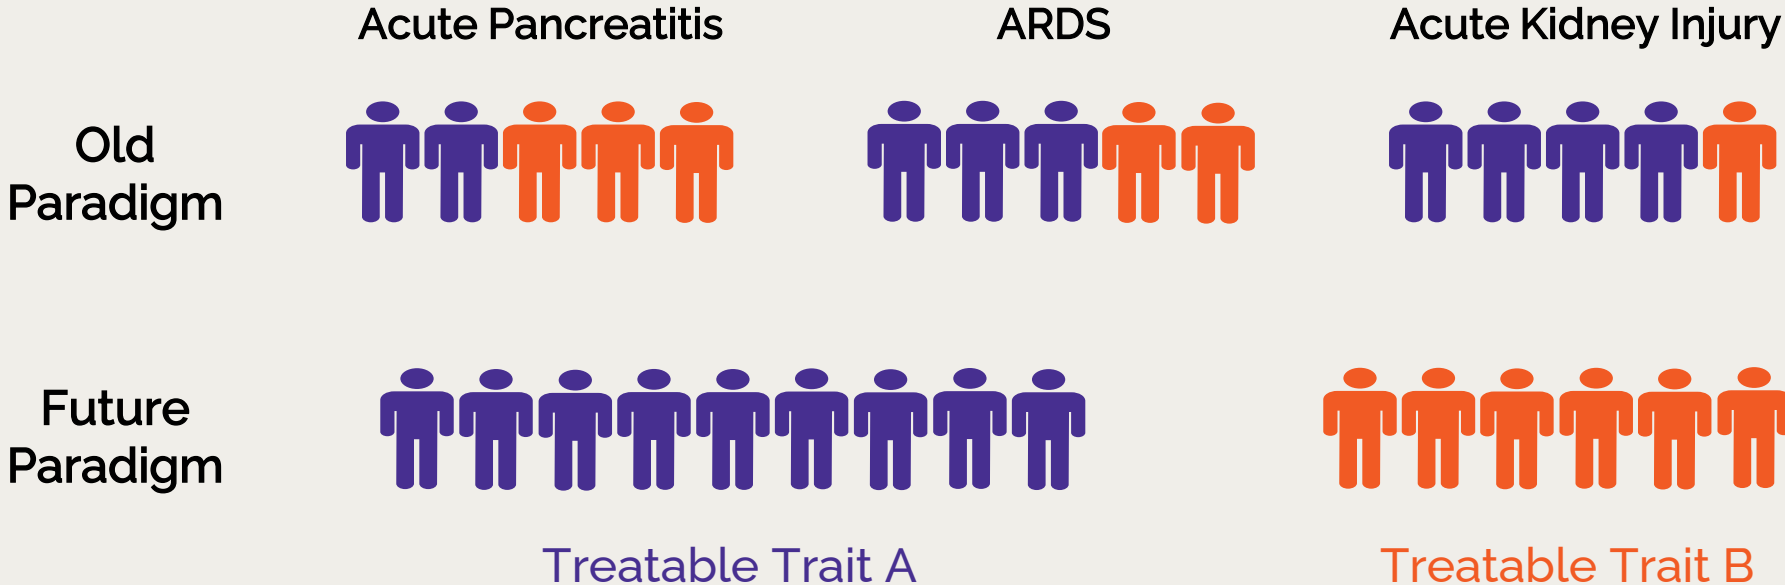 Acute Pancreatitis
ARDS
Acute Kidney Injury
Old
Paradigm
Future
Paradigm
Treatable Trait A
Treatable Trait B